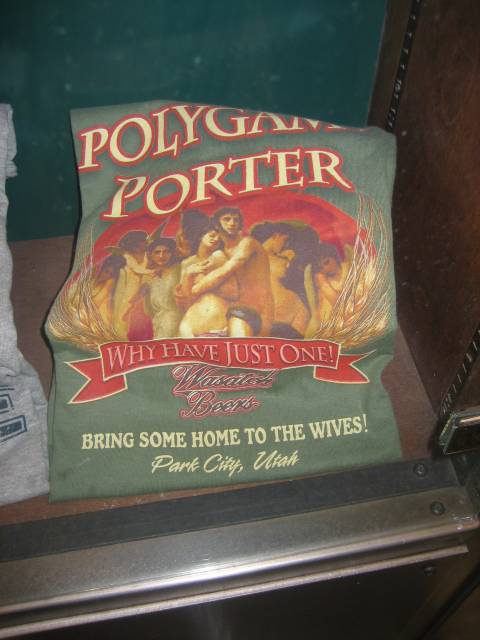 POLYGAM
PORTER
WHY HAVE JUST ONE!
Wasatch
Beers
BRING SOME HOME TO THE WIVES!
Park City, Utah